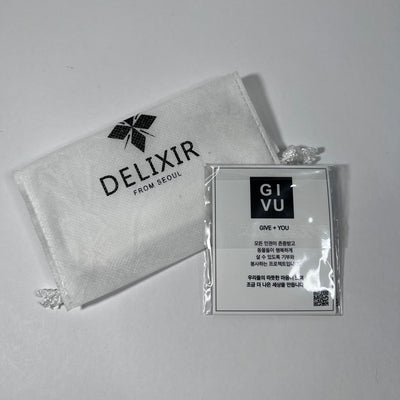 DELIXIR
FROM SEOUL
GI
VU
GIVE + YOU
모든 인권이 존중받고
동물들이 행복하게
살 수 있도록 기부와
봉사하는 프로젝트입니다
우리들의 따뜻한 마음이
조금 더 나은 세상을 만듭니다